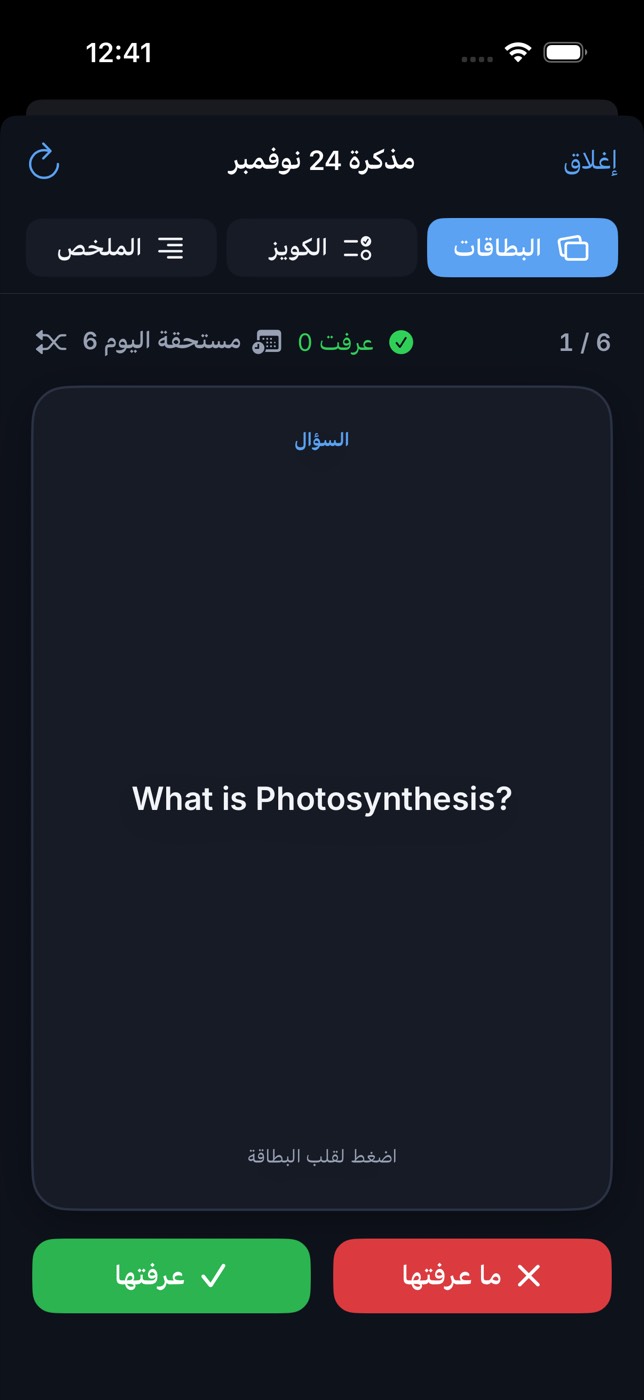 12:41
إغلاق
مذكرة 24 نوفمبر
البطاقات
الكويز
الملخص
1 / 6
عرفت 0
مستحقة اليوم 6
السؤال
What is Photosynthesis?
اضغط لقلب البطاقة
ما عرفتها
عرفتها